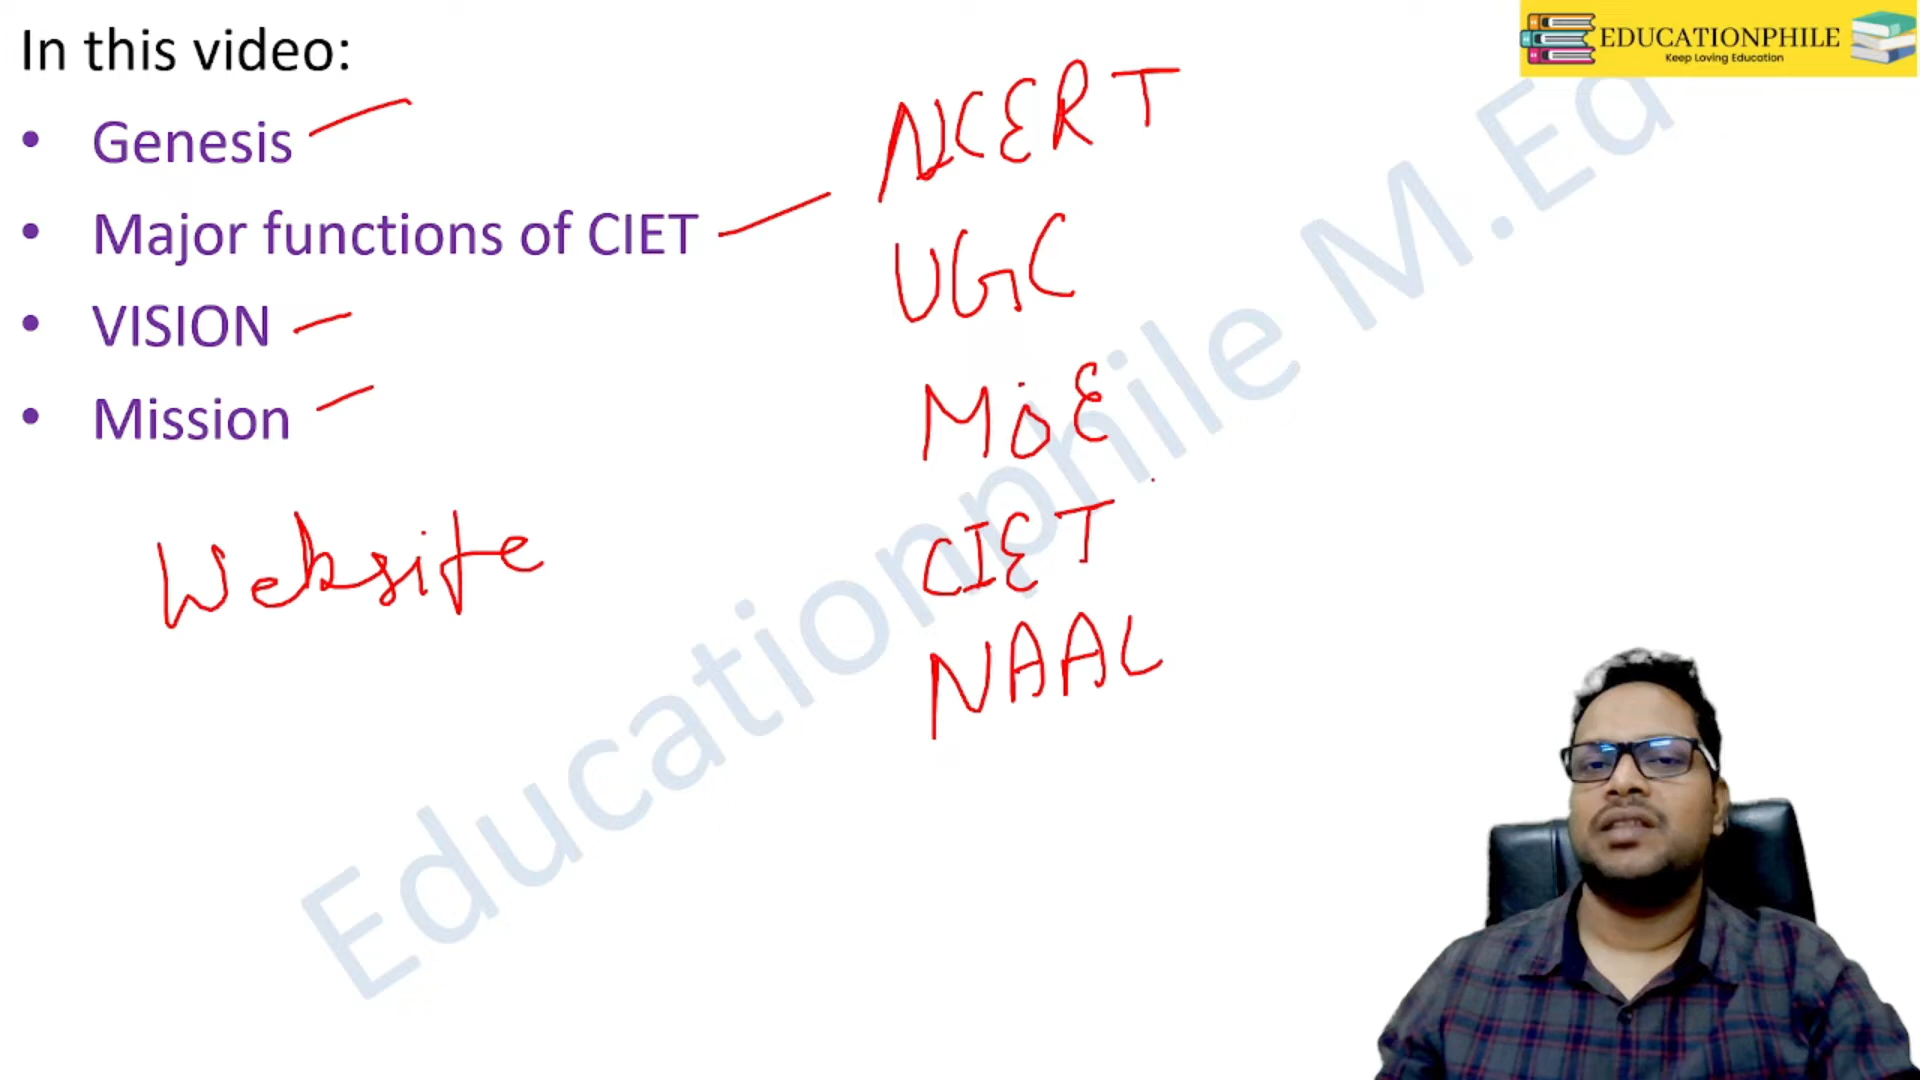 In this video:
• Genesis
• Major functions of CIET
• VISION
• Mission
Website
NCERT
UGC
MoE
CIET
NAAC
EDUCATIONPHILE
Keep Loving Education
Educationphile M.Ed